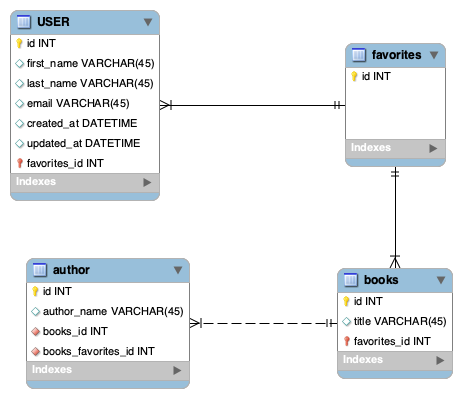 USER
id INT
first_name VARCHAR(45)
last_name VARCHAR(45)
email VARCHAR(45)
created_at DATETIME
updated_at DATETIME
favorites_id INT
Indexes
favorites
id INT
Indexes
author
id INT
author_name VARCHAR(45)
books_id INT
books_favorites_id INT
Indexes
books
id INT
title VARCHAR(45)
favorites_id INT
Indexes